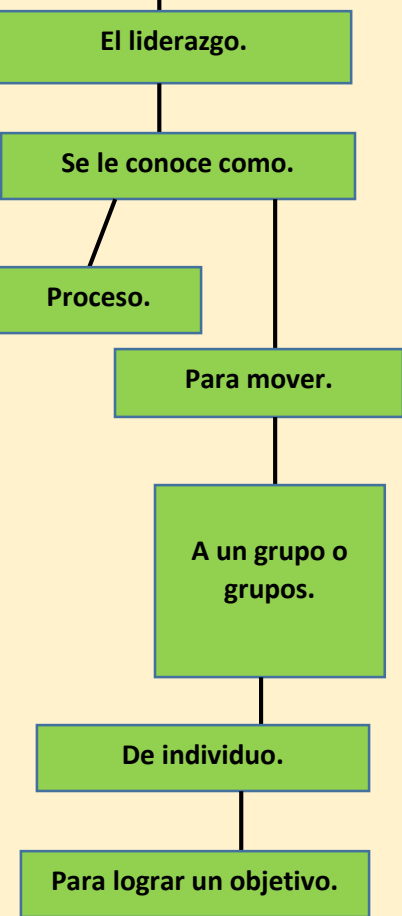 El liderazgo.
Se le conoce como.
Proceso.
Para mover.
A un grupo o
grupos.
De individuo.
Para lograr un objetivo.